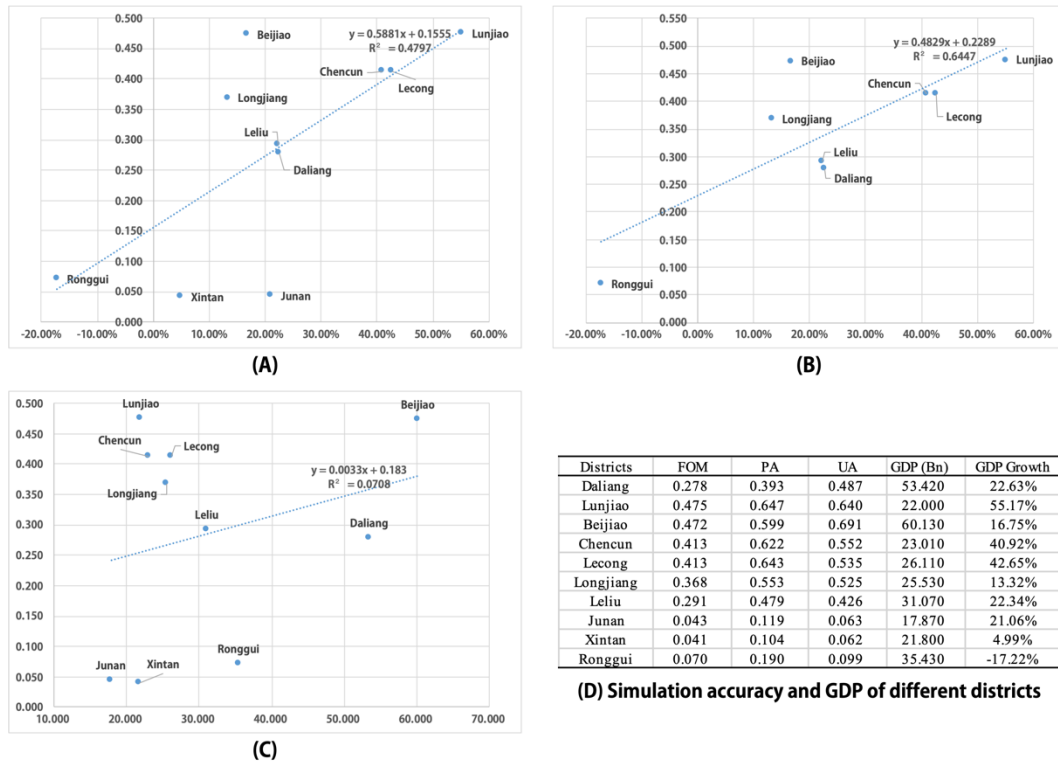 0.500
0.450
0.400
0.350
0.300
0.250
0.200
0.150
0.100
0.050
0.000
-20.00% -10.00% 0.00% 10.00% 20.00% 30.00% 40.00% 50.00% 60.00%
Beijiao
y = 0.5881x + 0.1555
R² = 0.4797
Lunjiao
Chencun
Lecong
Longjiang
Leliu
Daliang
Ronggui
Xintan
Junan
(A)
0.550
0.500
0.450
0.400
0.350
0.300
0.250
0.200
0.150
0.100
0.050
0.000
-20.00% -10.00% 0.00% 10.00% 20.00% 30.00% 40.00% 50.00% 60.00%
y = 0.4829x + 0.2289
R² = 0.6447
Beijiao
Lunjiao
Chencun
Lecong
Longjiang
Leliu
Daliang
Ronggui
(B)
0.500
0.450
0.400
0.350
0.300
0.250
0.200
0.150
0.100
0.050
0.000
10.000 20.000 30.000 40.000 50.000 60.000 70.000
Lunjiao
Beijiao
Chencun
Lecong
y = 0.0033x + 0.183
R² = 0.0708
Longjiang
Leliu
Daliang
Ronggui
Junan
Xintan
(C)
Districts FOM PA UA GDP (Bn) GDP Growth
Daliang 0.278 0.393 0.487 53.420 22.63%
Lunjiao 0.475 0.647 0.640 22.000 55.17%
Beijiao 0.472 0.599 0.691 60.130 16.75%
Chencun 0.413 0.622 0.552 23.010 40.92%
Lecong 0.413 0.643 0.535 26.110 42.65%
Longjiang 0.368 0.553 0.525 25.530 13.32%
Leliu 0.291 0.479 0.426 31.070 22.34%
Junan 0.043 0.119 0.063 17.870 21.06%
Xintan 0.041 0.104 0.062 21.800 4.99%
Ronggui 0.070 0.190 0.099 35.430 -17.22%
(D) Simulation accuracy and GDP of different districts